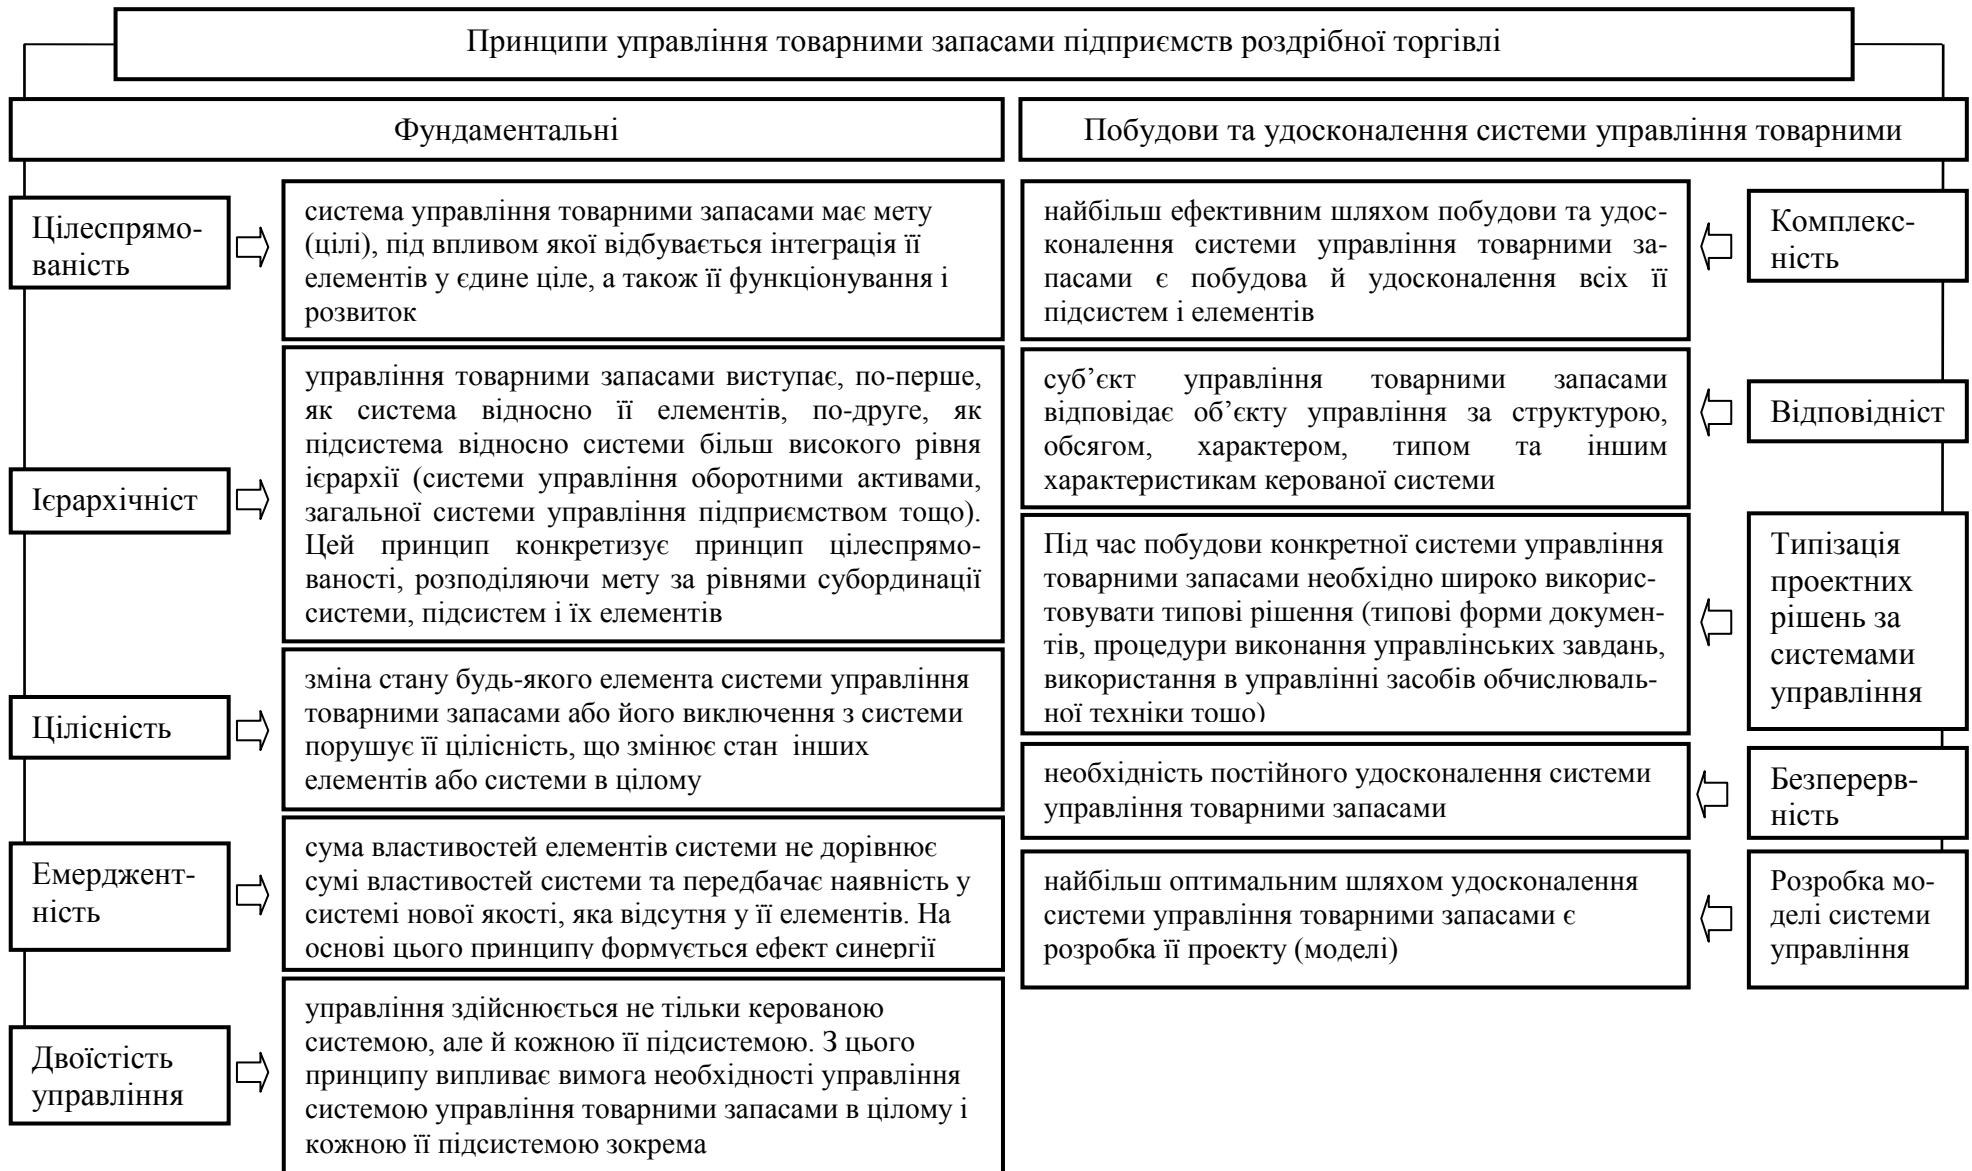 Принципи управління товарними запасами підприємств роздрібної торгівлі
Фундаментальні
Цілеспрямо-
ваність
система управління товарними запасами має мету
(цілі), під впливом якої відбувається інтеграція її
елементів у єдине ціле, а також її функціонування і
розвиток
Ієрархічніст
управління товарними запасами виступає, по-перше,
як система відносно її елементів, по-друге, як
підсистема відносно системи більш високого рівня
ієрархії (системи управління оборотними активами,
загальної системи управління підприємством тощо).
Цей принцип конкретизує принцип цілеспрямо-
ваності, розподіляючи мету за рівнями субординації
системи, підсистем і їх елементів
Цілісність
зміна стану будь-якого елемента системи управління
товарними запасами або його виключення з системи
порушує її цілісність, що змінює стан інших
елементів або системи в цілому
Емерджент-
ність
сума властивостей елементів системи не дорівнює
сумі властивостей системи та передбачає наявність у
системі нової якості, яка відсутня у її елементів. На
основі цього принципу формується ефект синергії
Двоїстість
управління
управління здійснюється не тільки керованою
системою, але й кожною її підсистемою. З цього
принципу випливає вимога необхідності управління
системою управління товарними запасами в цілому і
кожною її підсистемою зокрема
Побудови та удосконалення системи управління товарними
найбільш ефективним шляхом побудови та удос-
коналення системи управління товарними за-
пасами є побудова й удосконалення всіх її
підсистем і елементів
Комплекс-
ність
суб’єкт управління товарними запасами
відповідає об’єкту управління за структурою,
обсягом, характером, типом та іншим
характеристикам керованої системи
Відповідніст
Під час побудови конкретної системи управління
товарними запасами необхідно широко викорис-
товувати типові рішення (типові форми докумен-
тів, процедури виконання управлінських завдань,
використання в управлінні засобів обчислюваль-
ної техніки тощо)
Типізація
проектних
рішень за
системами
управління
необхідність постійного удосконалення системи
управління товарними запасами
Безперерв-
ність
найбільш оптимальним шляхом удосконалення
системи управління товарними запасами є
розробка її проекту (моделі)
Розробка мо-
делі системи
управління